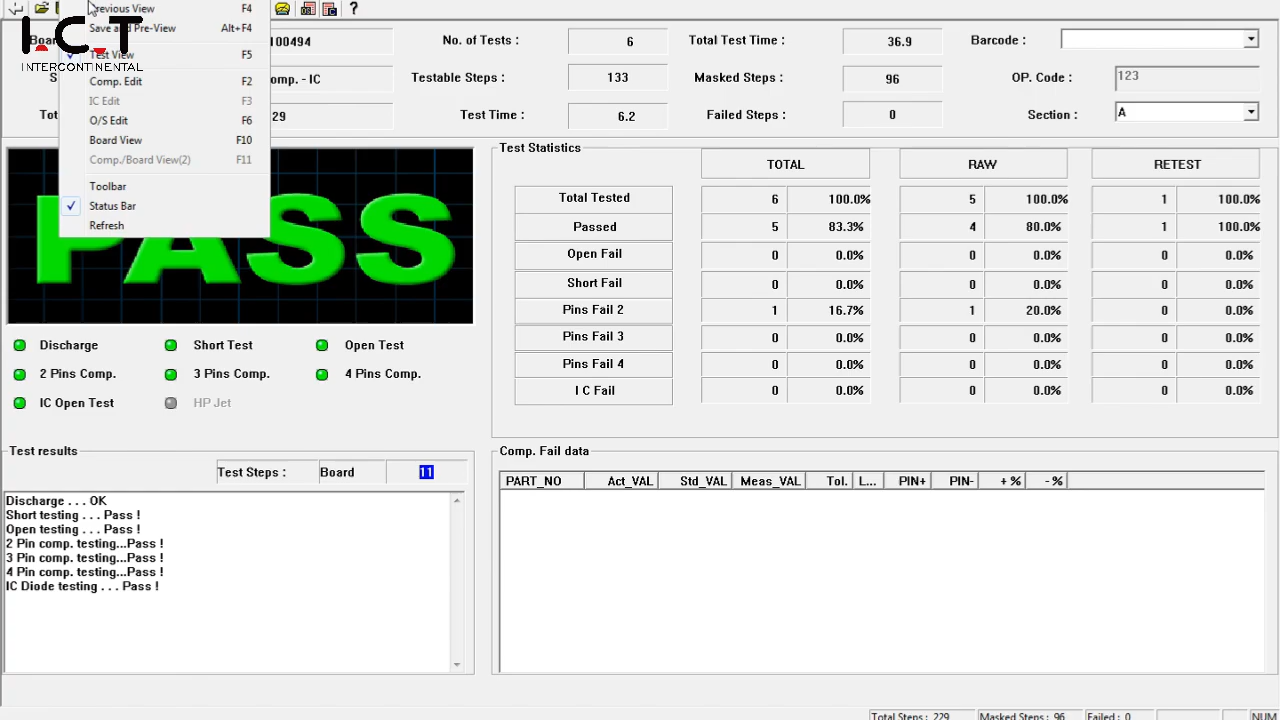 Previous View F4
I.C.T
INTERCONTINENTAL
Save and Pre-View Alt+F4
Test View F5
Comp. Edit F2
IC Edit F3
O/S Edit F6
Board View F10
Comp./Board View(2) F11
Toolbar
Status Bar
Refresh
100494
omp. - IC
29
No. of Tests : 6
Testable Steps : 133
Test Time : 6.2
Total Test Time : 36.9
Masked Steps : 96
Failed Steps : 0
Barcode :
OP. Code : 123
Section : A
PASS
Discharge Short Test Open Test
2 Pins Comp. 3 Pins Comp. 4 Pins Comp.
IC Open Test HP Jet
Test Statistics
TOTAL RAW RETEST
Total Tested 6 100.0% 5 100.0% 1 100.0%
Passed 5 83.3% 4 80.0% 1 100.0%
Open Fail 0 0.0% 0 0.0% 0 0.0%
Short Fail 0 0.0% 0 0.0% 0 0.0%
Pins Fail 2 1 16.7% 1 20.0% 0 0.0%
Pins Fail 3 0 0.0% 0 0.0% 0 0.0%
Pins Fail 4 0 0.0% 0 0.0% 0 0.0%
I C Fail 0 0.0% 0 0.0% 0 0.0%
Test results
Test Steps : Board 11
Discharge . . . OK
Short testing . . . Pass !
Open testing . . . Pass !
2 Pin comp. testing...Pass !
3 Pin comp. testing...Pass !
4 Pin comp. testing...Pass !
IC Diode testing . . . Pass !
Comp. Fail data
PART_NO Act_VAL Std_VAL Meas_VAL Tol. L... PIN+ PIN- + % - %
Total Steps : 229 Masked Steps : 96 Failed : 0 NUM